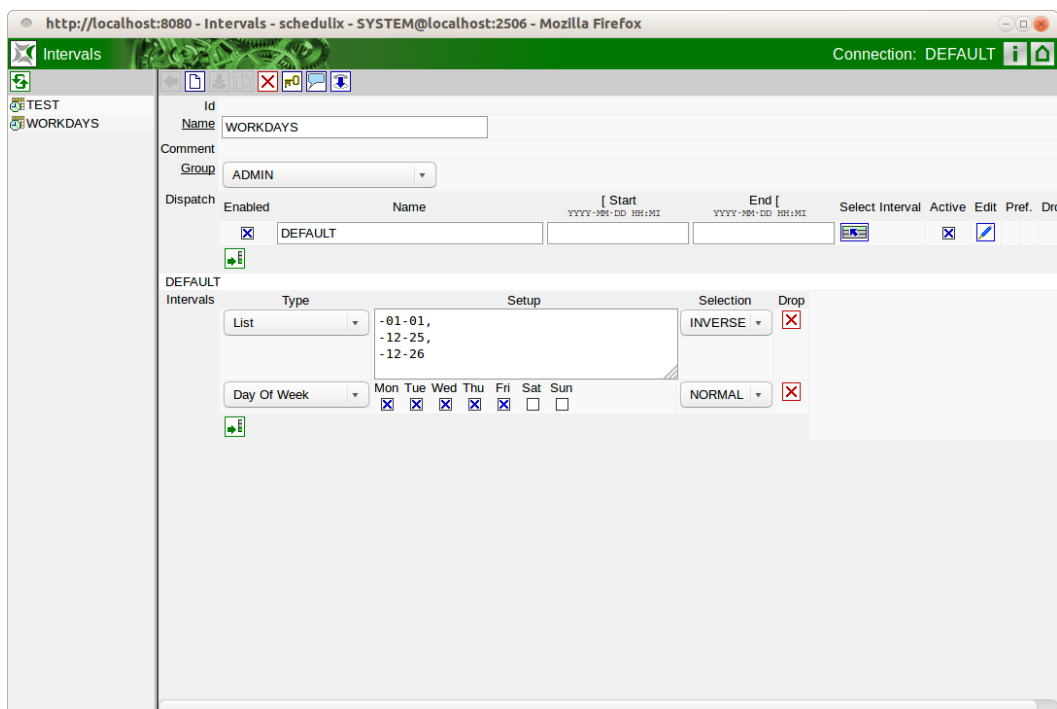 http://localhost:8080 - Intervals - schedulix - SYSTEM@localhost:2506 - Mozilla Firefox
Intervals
Connection: DEFAULT
TEST
WORKDAYS
Id
Name WORKDAYS
Comment
Group ADMIN
Dispatch Enabled Name [ Start End [ Select Interval Active Edit Pref. Dro
YYYY-MM-DD HH:MI YYYY-MM-DD HH:MI
DEFAULT
DEFAULT
Intervals Type Setup Selection Drop
List -01-01, INVERSE
-12-25,
-12-26
Mon Tue Wed Thu Fri Sat Sun
Day Of Week NORMAL